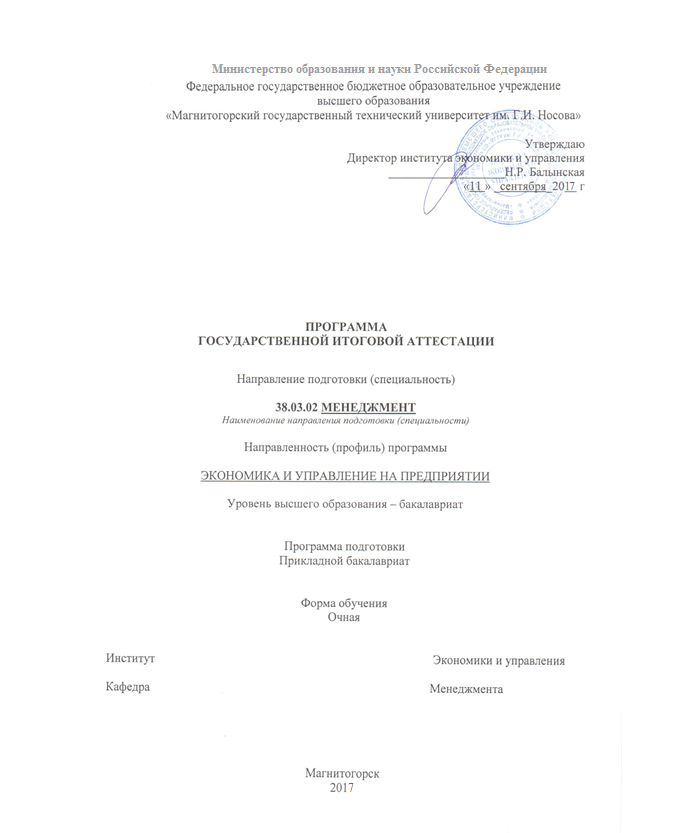 Министерство образования и науки Российской Федерации
Федеральное государственное бюджетное образовательное учреждение
высшего образования
«Магнитогорский государственный технический университет им. Г.И. Носова»
Утверждаю
Директор института экономики и управления
Н.Р. Балынская
«11» сентября 2017 г
ПРОГРАММА
ГОСУДАРСТВЕННОЙ ИТОГОВОЙ АТТЕСТАЦИИ
Направление подготовки (специальность)
38.03.02 МЕНЕДЖМЕНТ
Наименование направления подготовки (специальности)
Направленность (профиль) программы
ЭКОНОМИКА И УПРАВЛЕНИЕ НА ПРЕДПРИЯТИИ
Уровень высшего образования – бакалавриат
Программа подготовки
Прикладной бакалавриат
Форма обучения
Очная
Институт Экономики и управления
Кафедра Менеджмента
Магнитогорск
2017